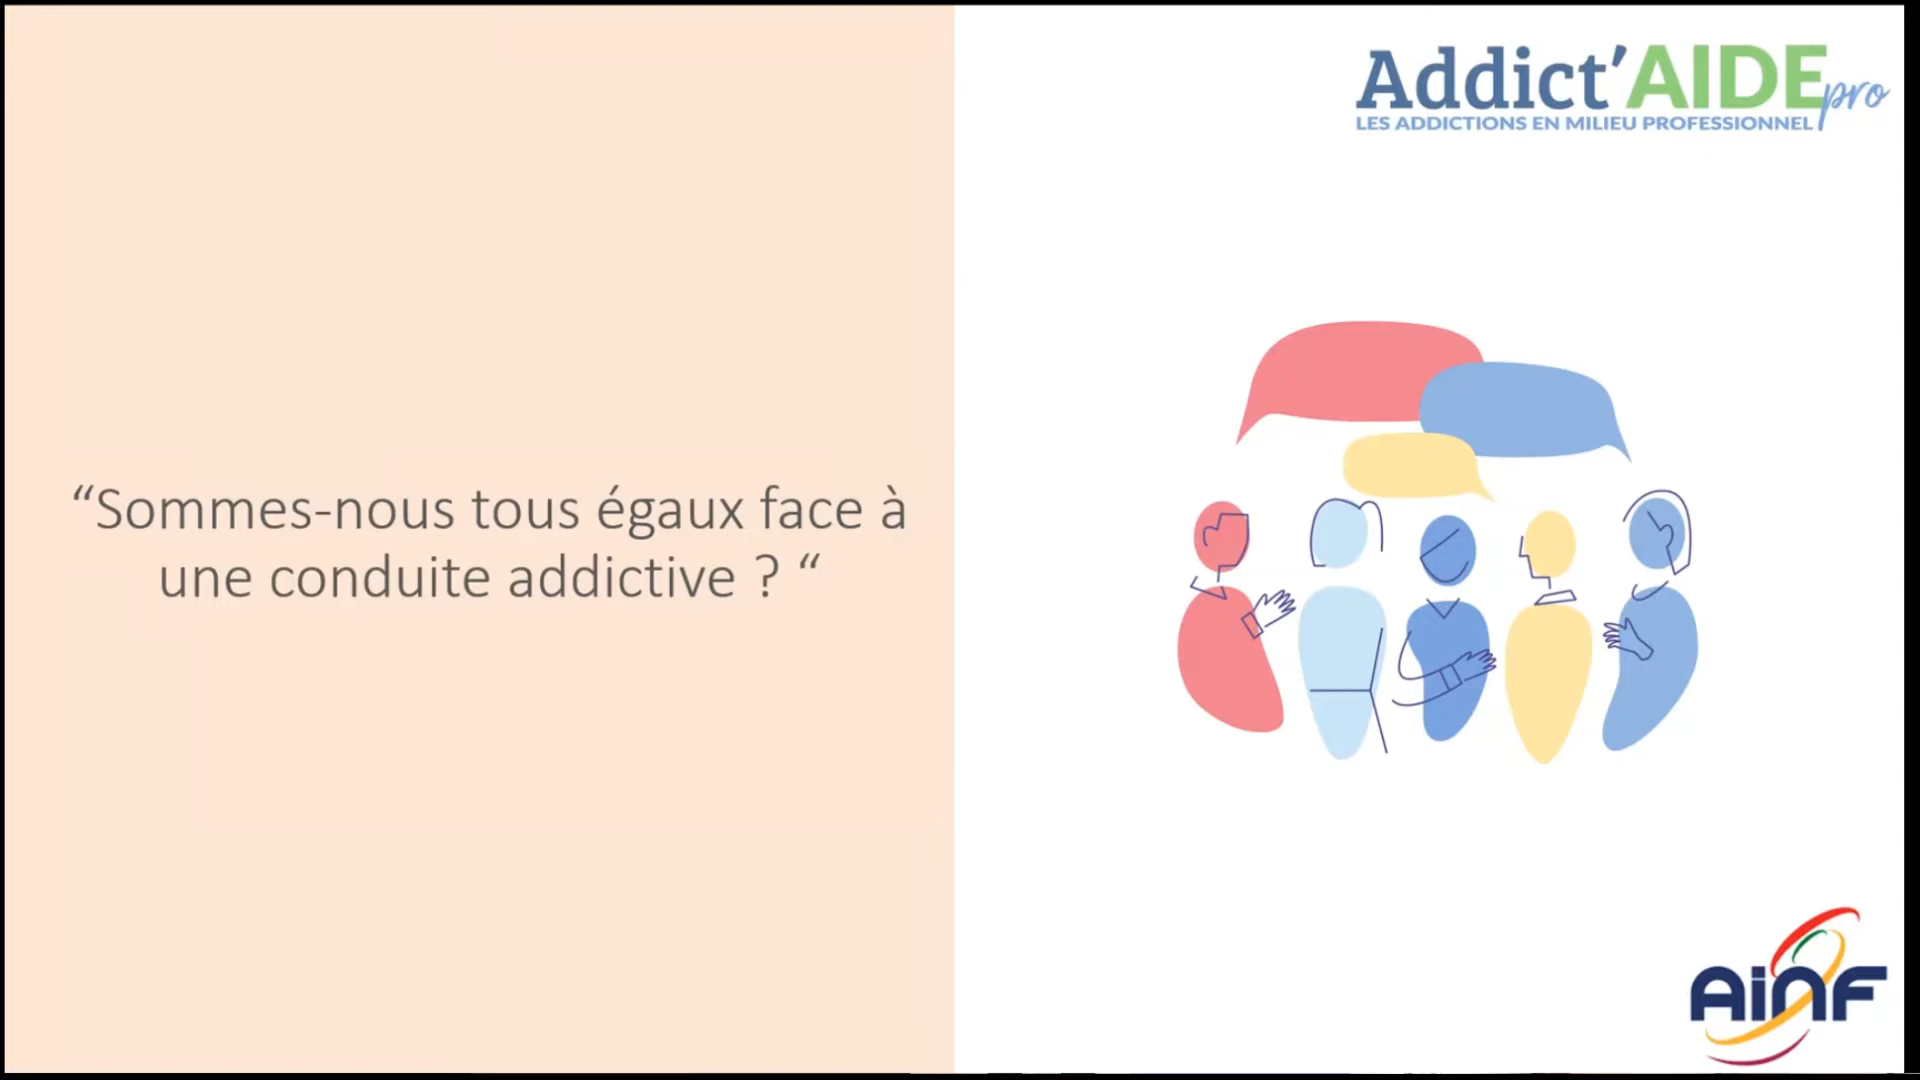 Addict’AIDE pro
LES ADDICTIONS EN MILIEU PROFESSIONNEL
“Sommes-nous tous égaux face à
une conduite addictive ? “
AiNF